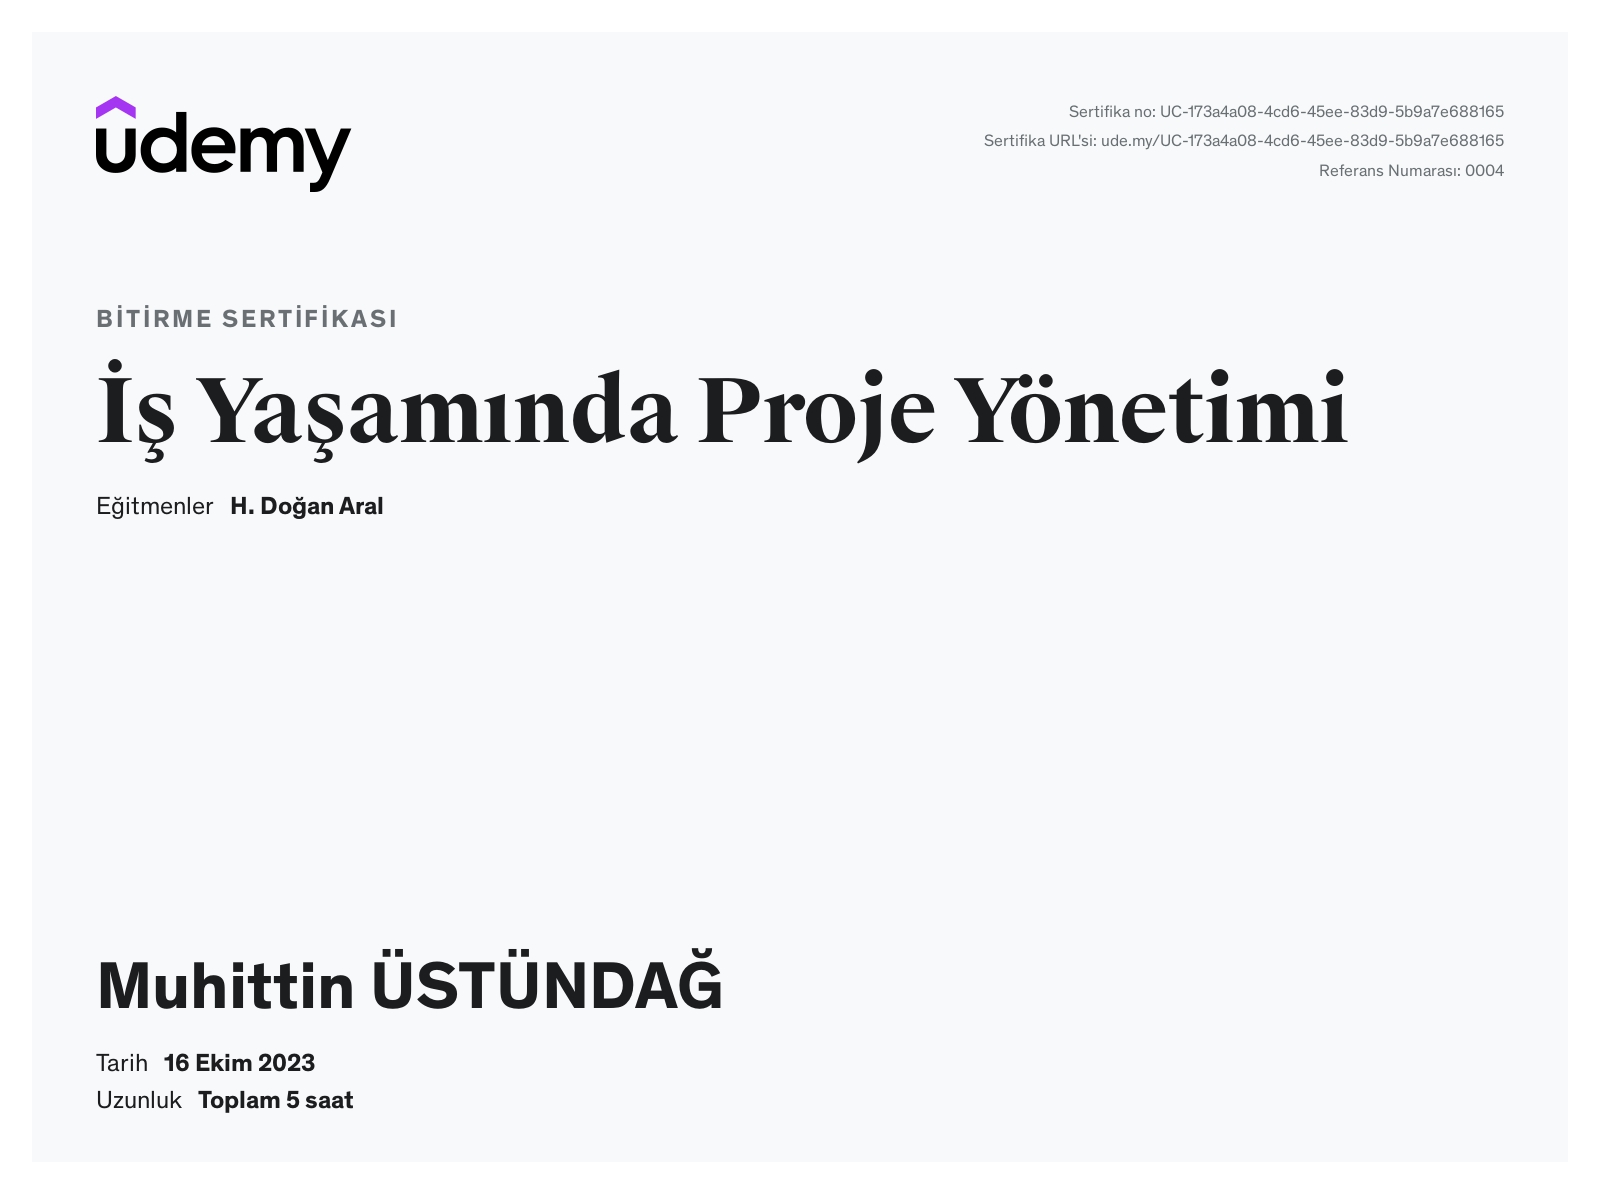 udemy
Sertifika no: UC-173a4a08-4cd6-45ee-83d9-5b9a7e688165
Sertifika URL'si: ude.my/UC-173a4a08-4cd6-45ee-83d9-5b9a7e688165
Referans Numarası: 0004
BİTİRME SERTİFİKASI
İş Yaşamında Proje Yönetimi
Eğitmenler H. Doğan Aral
Muhittin ÜSTÜNDAĞ
Tarih 16 Ekim 2023
Uzunluk Toplam 5 saat